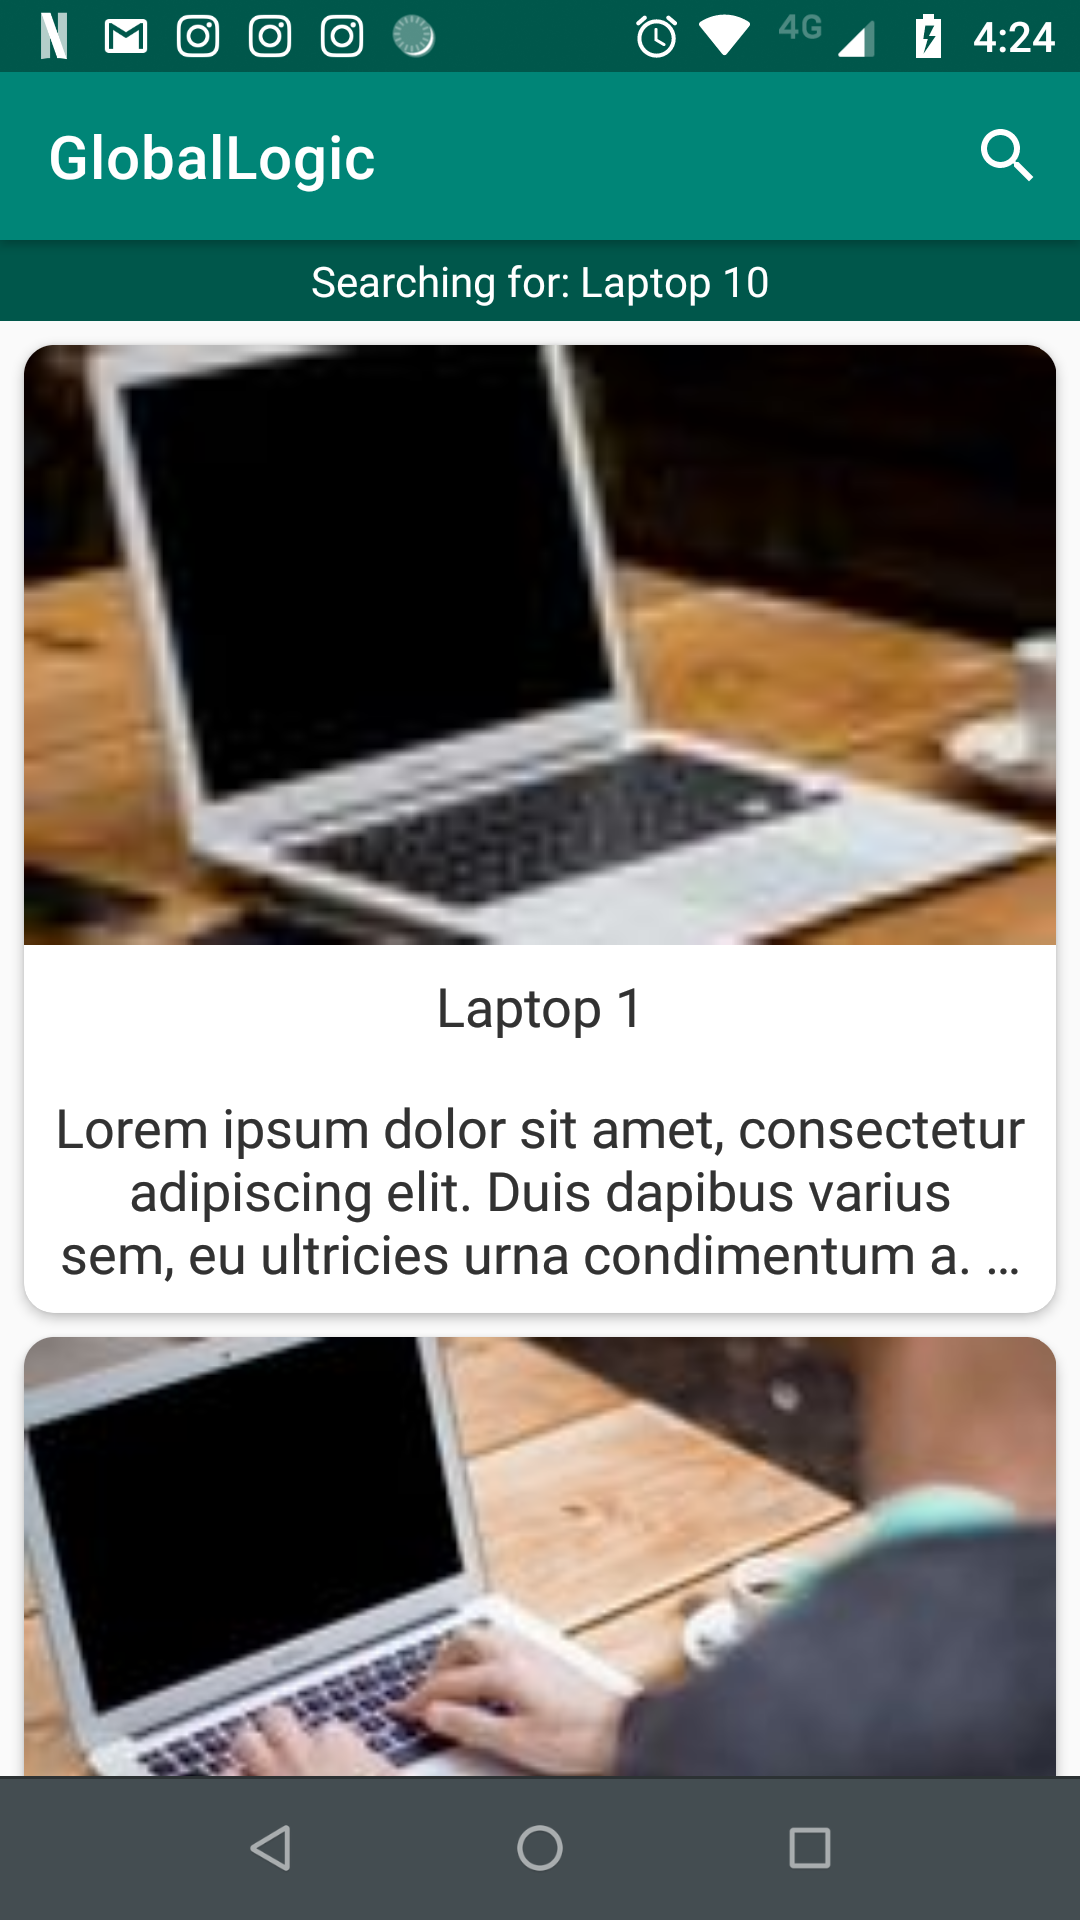 4G 4:24
GlobalLogic
Searching for: Laptop 10
Laptop 1
Lorem ipsum dolor sit amet, consectetur
adipiscing elit. Duis dapibus varius
sem, eu ultricies urna condimentum a. ...